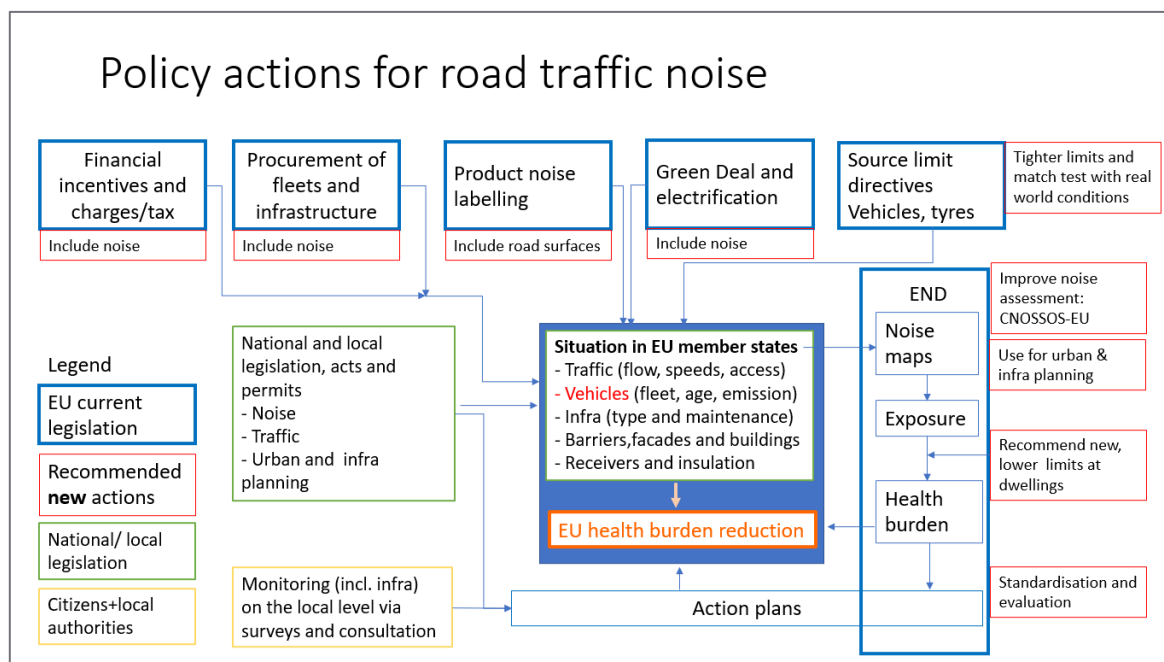 Policy actions for road traffic noise
Financial
incentives and
charges/tax
Include noise
Procurement of
fleets and
infrastructure
Include noise
Product noise
labelling
Include road surfaces
Green Deal and
electrification
Include noise
Source limit
directives
Vehicles, tyres
Tighter limits and
match test with real
world conditions
Legend
EU current
legislation
Recommended
new actions
National/ local
legislation
Citizens+local
authorities
National and local
legislation, acts and
permits
- Noise
- Traffic
- Urban and infra
planning
Monitoring (incl. infra)
on the local level via
surveys and consultation
Situation in EU member states
- Traffic (flow, speeds, access)
- Vehicles (fleet, age, emission)
- Infra (type and maintenance)
- Barriers,facades and buildings
- Receivers and insulation
EU health burden reduction
Action plans
END
Noise
maps
Exposure
Health
burden
Improve noise
assessment:
CNOSSOS-EU
Use for urban &
infra planning
Recommend new,
lower limits at
dwellings
Standardisation and
evaluation